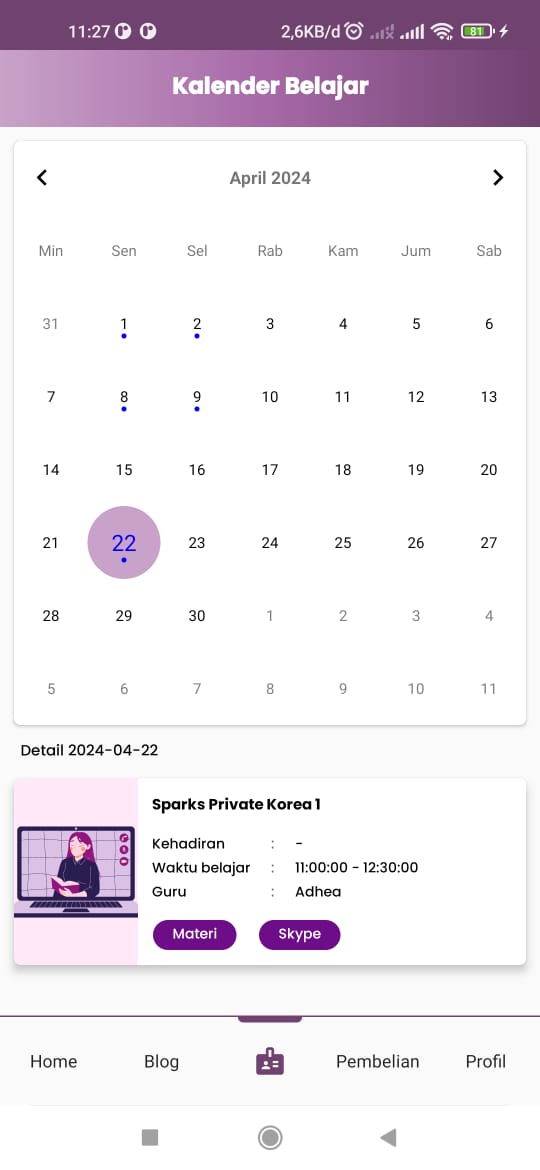 11:27 2,6KB/d 81
Kalender Belajar
April 2024
Min Sen Sel Rab Kam Jum Sab
31 1 2 3 4 5 6
7 8 9 10 11 12 13
14 15 16 17 18 19 20
21 22 23 24 25 26 27
28 29 30 1 2 3 4
5 6 7 8 9 10 11
Detail 2024-04-22
Sparks Private Korea 1
Kehadiran : -
Waktu belajar : 11:00:00 - 12:30:00
Guru : Adhea
Materi Skype
Home Blog Pembelian Profil